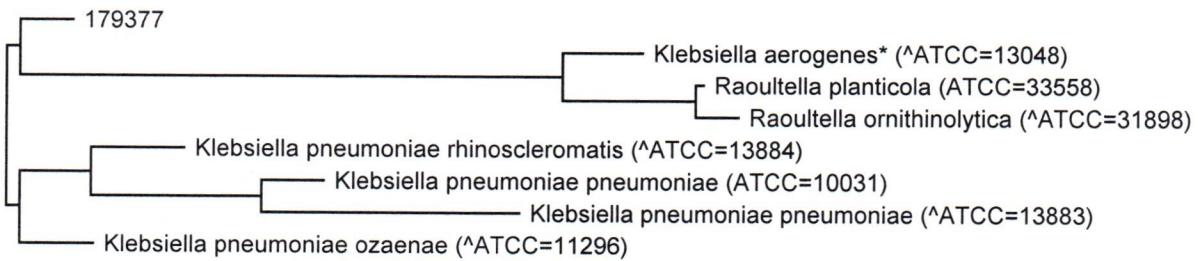 179377
Klebsiella aerogenes* (^ATCC=13048)
Raoultella planticola (ATCC=33558)
Raoultella ornithinolytica (^ATCC=31898)
Klebsiella pneumoniae rhinoscleromatis (^ATCC=13884)
Klebsiella pneumoniae pneumoniae (ATCC=10031)
Klebsiella pneumoniae pneumoniae (^ATCC=13883)
Klebsiella pneumoniae ozaenae (^ATCC=11296)